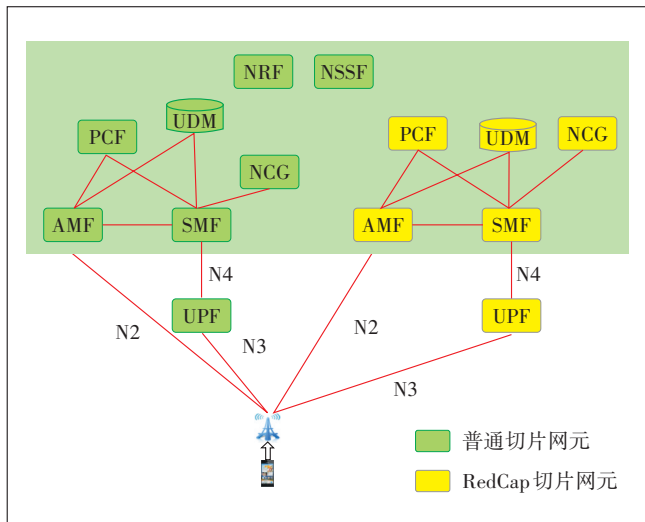 NRF NSSF
PCF UDM NCG PCF UDM NCG
AMF SMF AMF SMF
N4 N4
UPF UPF
N2 N3 N2 N3
普通切片网元
RedCap切片网元